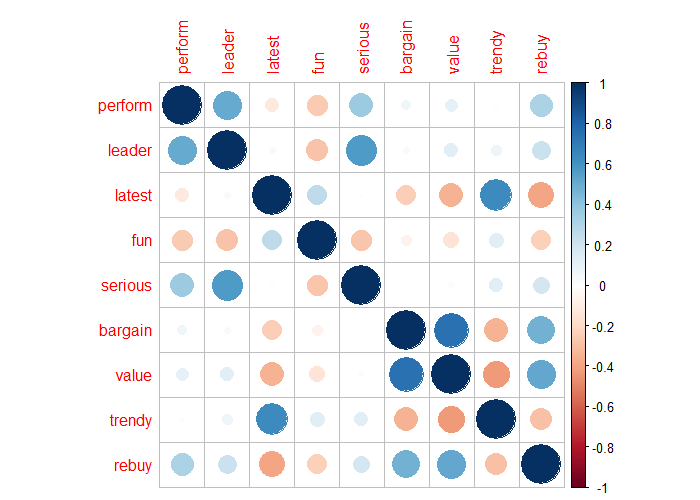 perform
leader
latest
fun
serious
bargain
value
trendy
rebuy
perform
leader
latest
fun
serious
bargain
value
trendy
rebuy
1
0.8
0.6
0.4
0.2
0
-0.2
-0.4
-0.6
-0.8
-1